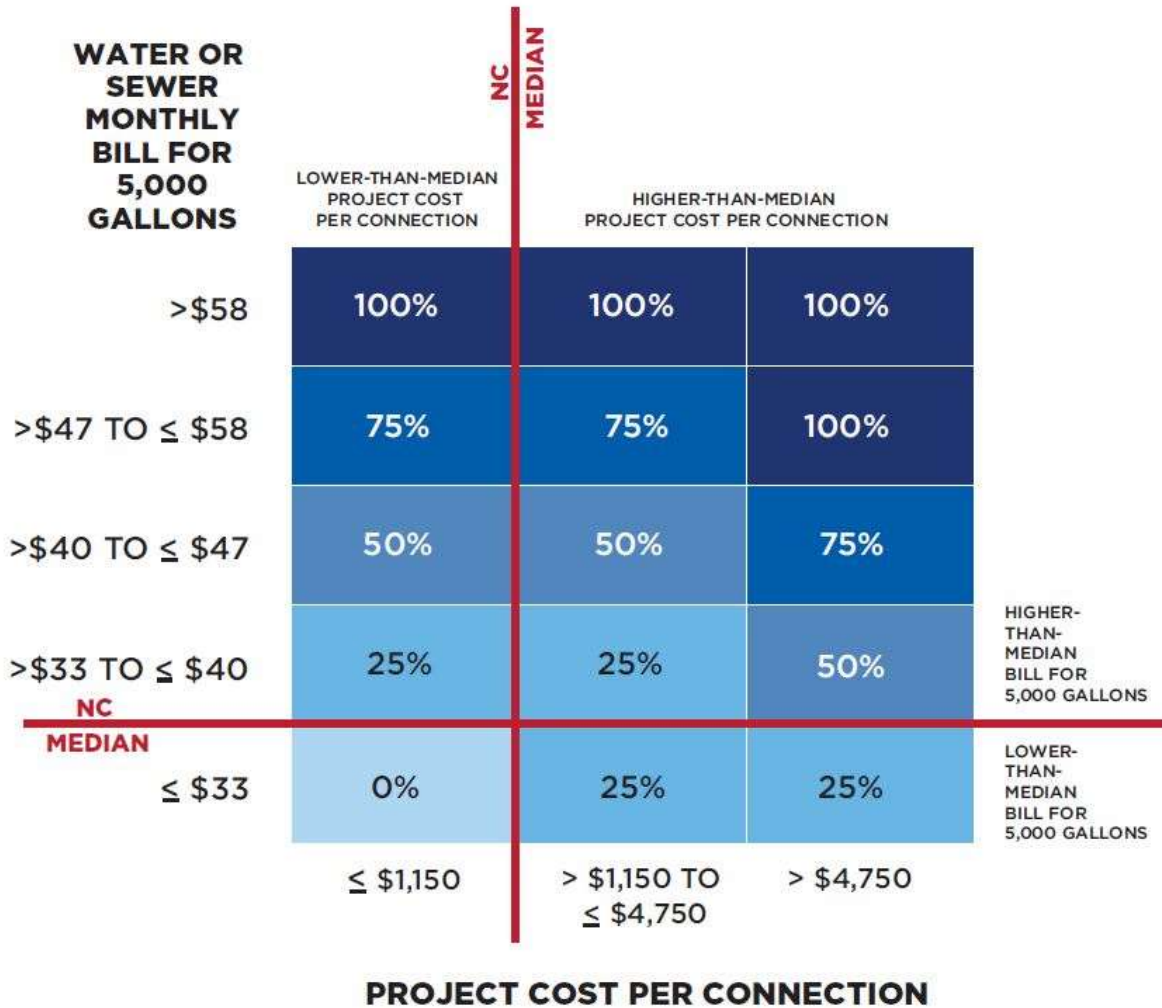 WATER OR
SEWER
MONTHLY
BILL FOR
5,000
GALLONS
NC
MEDIAN
LOWER-THAN-MEDIAN
PROJECT COST
PER CONNECTION
HIGHER-THAN-MEDIAN
PROJECT COST PER CONNECTION
>$58 100% 100% 100%
>$47 TO ≤ $58 75% 75% 100%
>$40 TO ≤ $47 50% 50% 75%
>$33 TO ≤ $40 25% 25% 50%
HIGHER-
THAN-
MEDIAN
BILL FOR
5,000 GALLONS
NC
MEDIAN
≤ $33 0% 25% 25%
LOWER-
THAN-
MEDIAN
BILL FOR
5,000 GALLONS
≤ $1,150 > $1,150 TO > $4,750
≤ $4,750
PROJECT COST PER CONNECTION